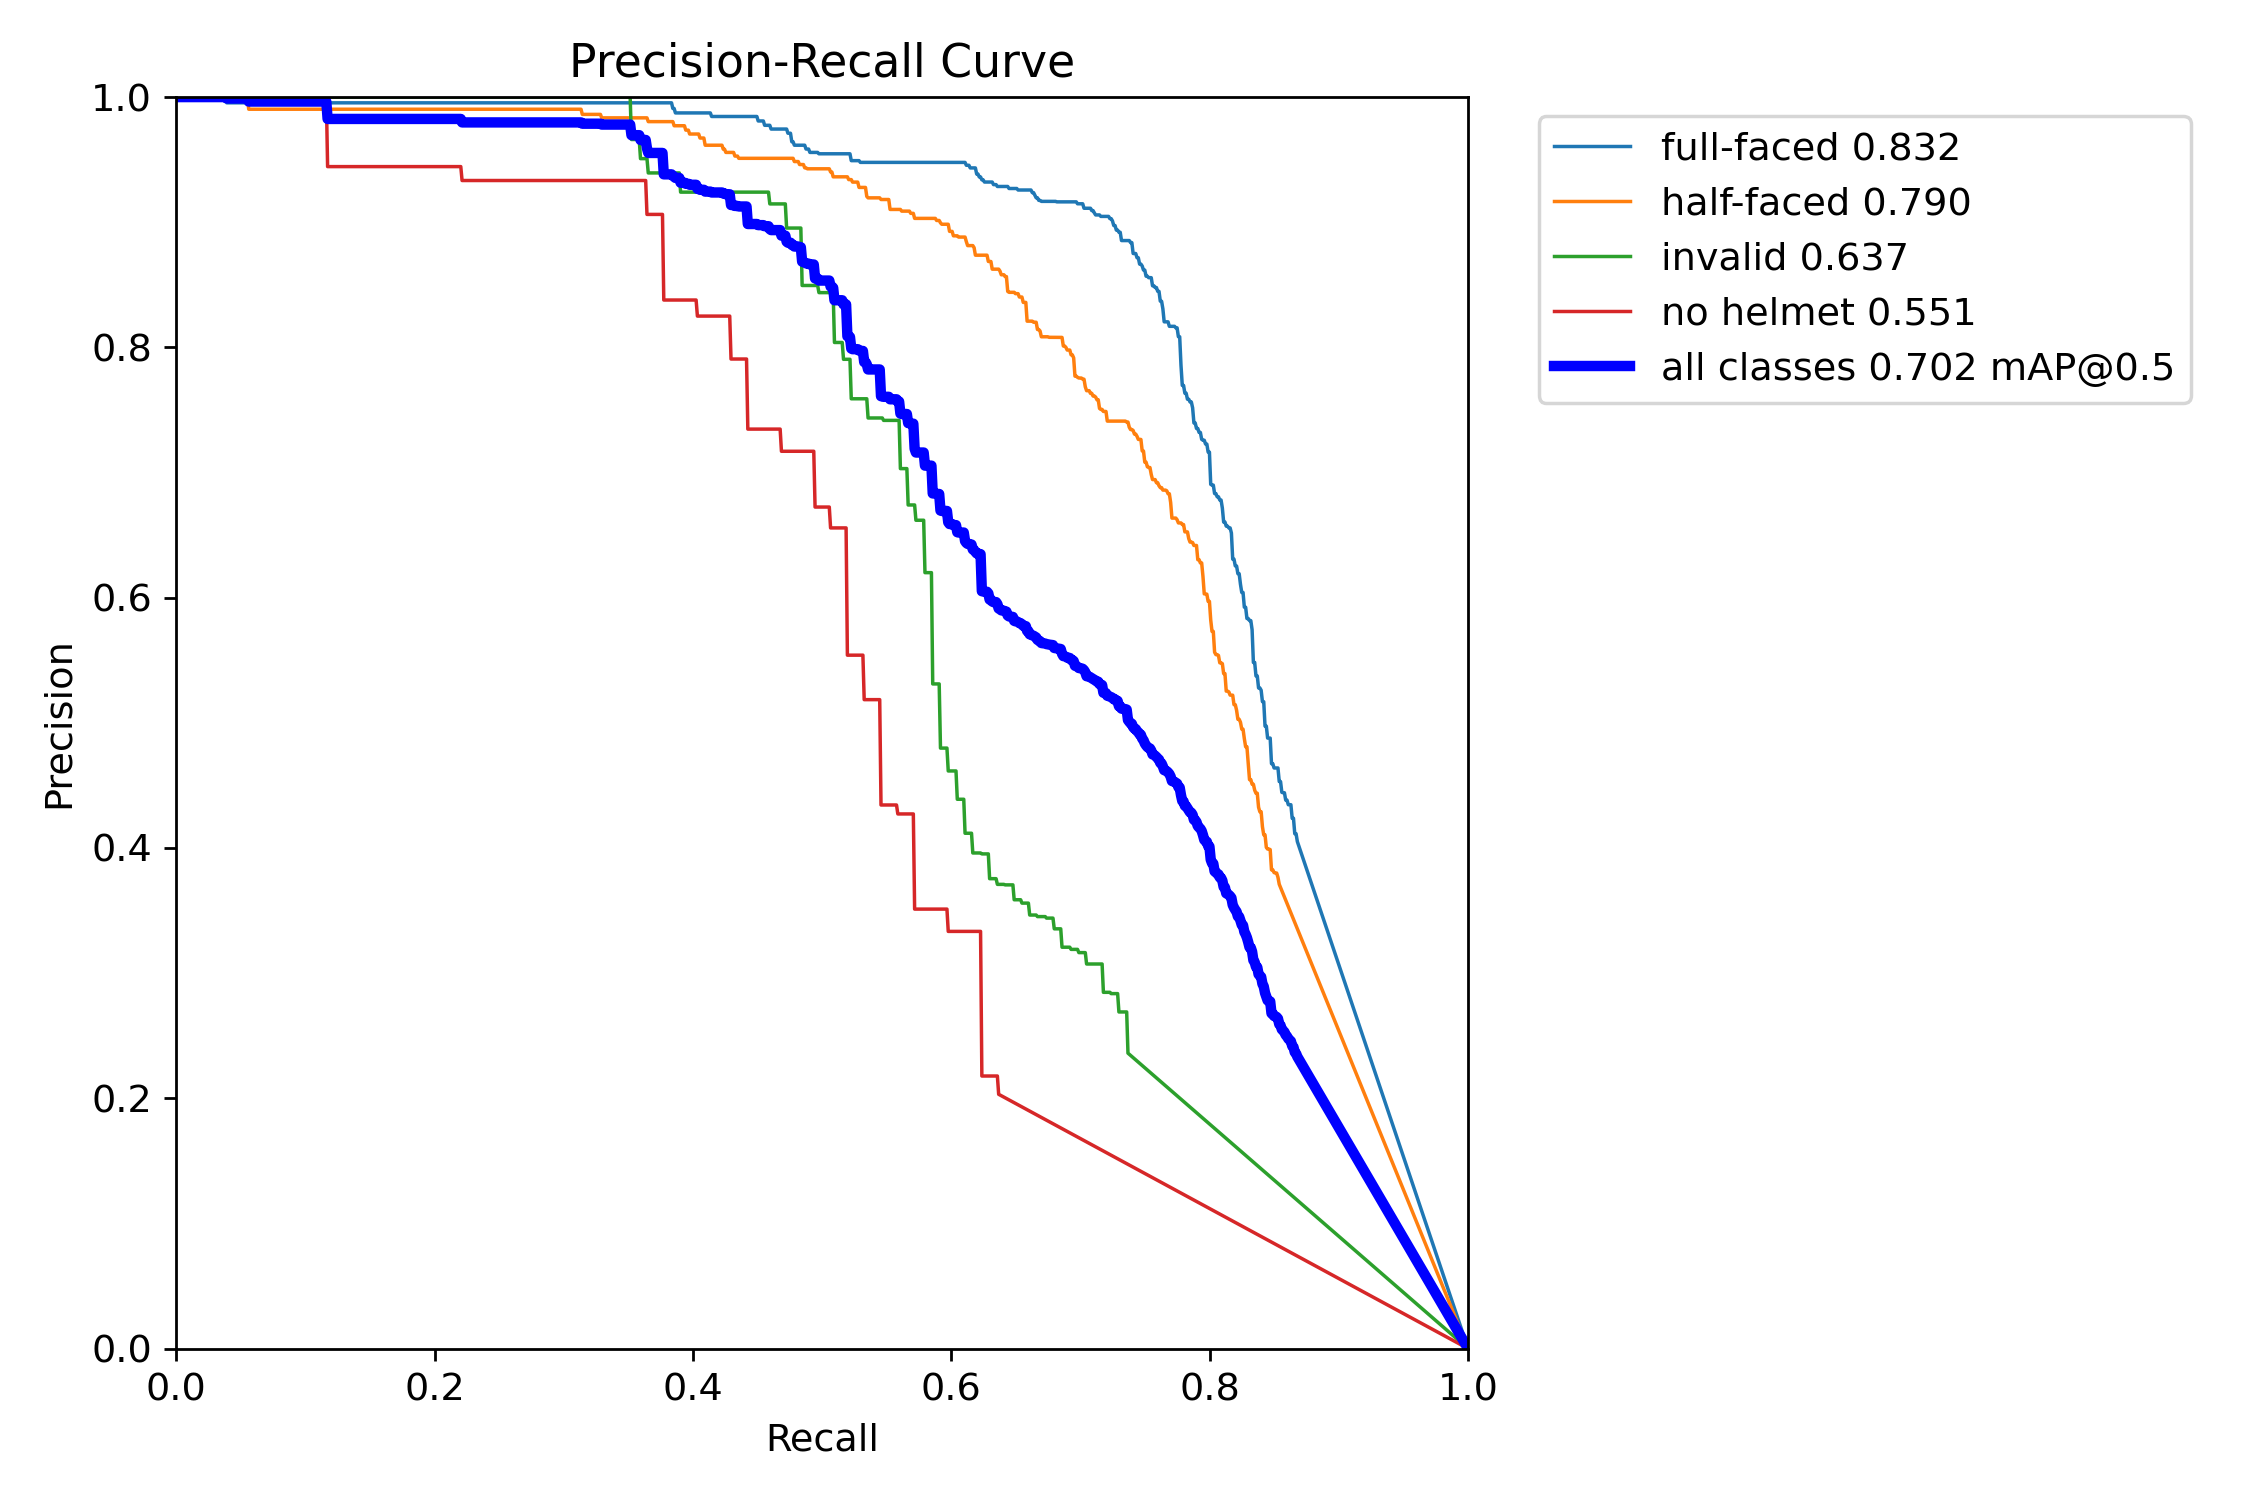 Precision-Recall Curve
1.0
0.8
0.6
0.4
0.2
0.0
Precision
0.0 0.2 0.4 0.6 0.8 1.0
Recall
full-faced 0.832
half-faced 0.790
invalid 0.637
no helmet 0.551
all classes 0.702 mAP@0.5